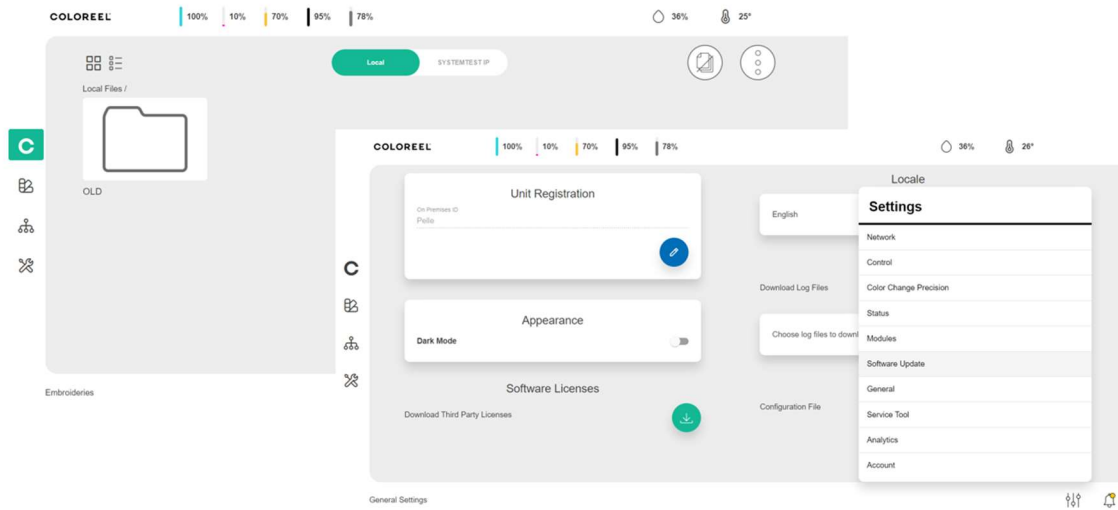 COLOREEL 100% 10% 70% 95% 78% 36% 25°
Local SYSTEMTEST IP
Local Files /
OLD
Embroideries
COLOREEL 100% 10% 70% 95% 78% 36% 26°
Unit Registration
On-Premises ID
Pelle
Appearance
Dark Mode
Software Licenses
Download Third Party Licenses
Locale
English
Download Log Files
Choose log files to downl
Configuration File
Settings
Network
Control
Color Change Precision
Status
Modules
Software Update
General
Service Tool
Analytics
Account
General Settings